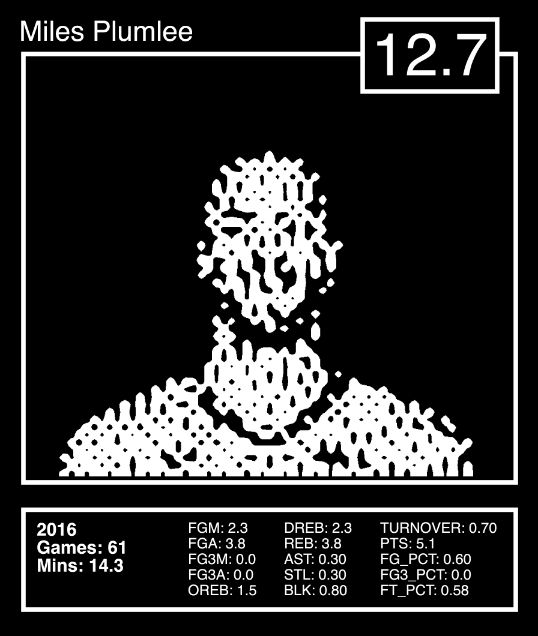 Miles Plumlee
12.7
2016
Games: 61
Mins: 14.3
FGM: 2.3
FGA: 3.8
FG3M: 0.0
FG3A: 0.0
OREB: 1.5
DREB: 2.3
REB: 3.8
AST: 0.30
STL: 0.30
BLK: 0.80
TURNOVER: 0.70
PTS: 5.1
FG_PCT: 0.60
FG3_PCT: 0.0
FT_PCT: 0.58